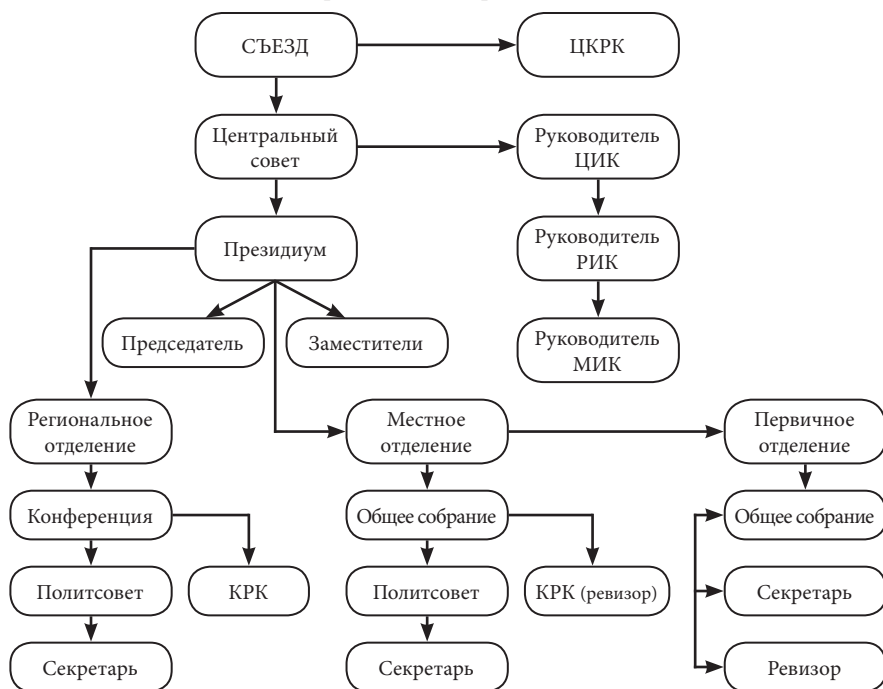 СЪЕЗД
ЦКРК
Центральный
совет
Руководитель
ЦИК
Президиум
Руководитель
РИК
Председатель
Заместители
Руководитель
МИК
Региональное
отделение
Местное
отделение
Первичное
отделение
Конференция
Общее собрание
Общее собрание
Политсовет
КРК
Политсовет
КРК (ревизор)
Секретарь
Секретарь
Секретарь
Ревизор